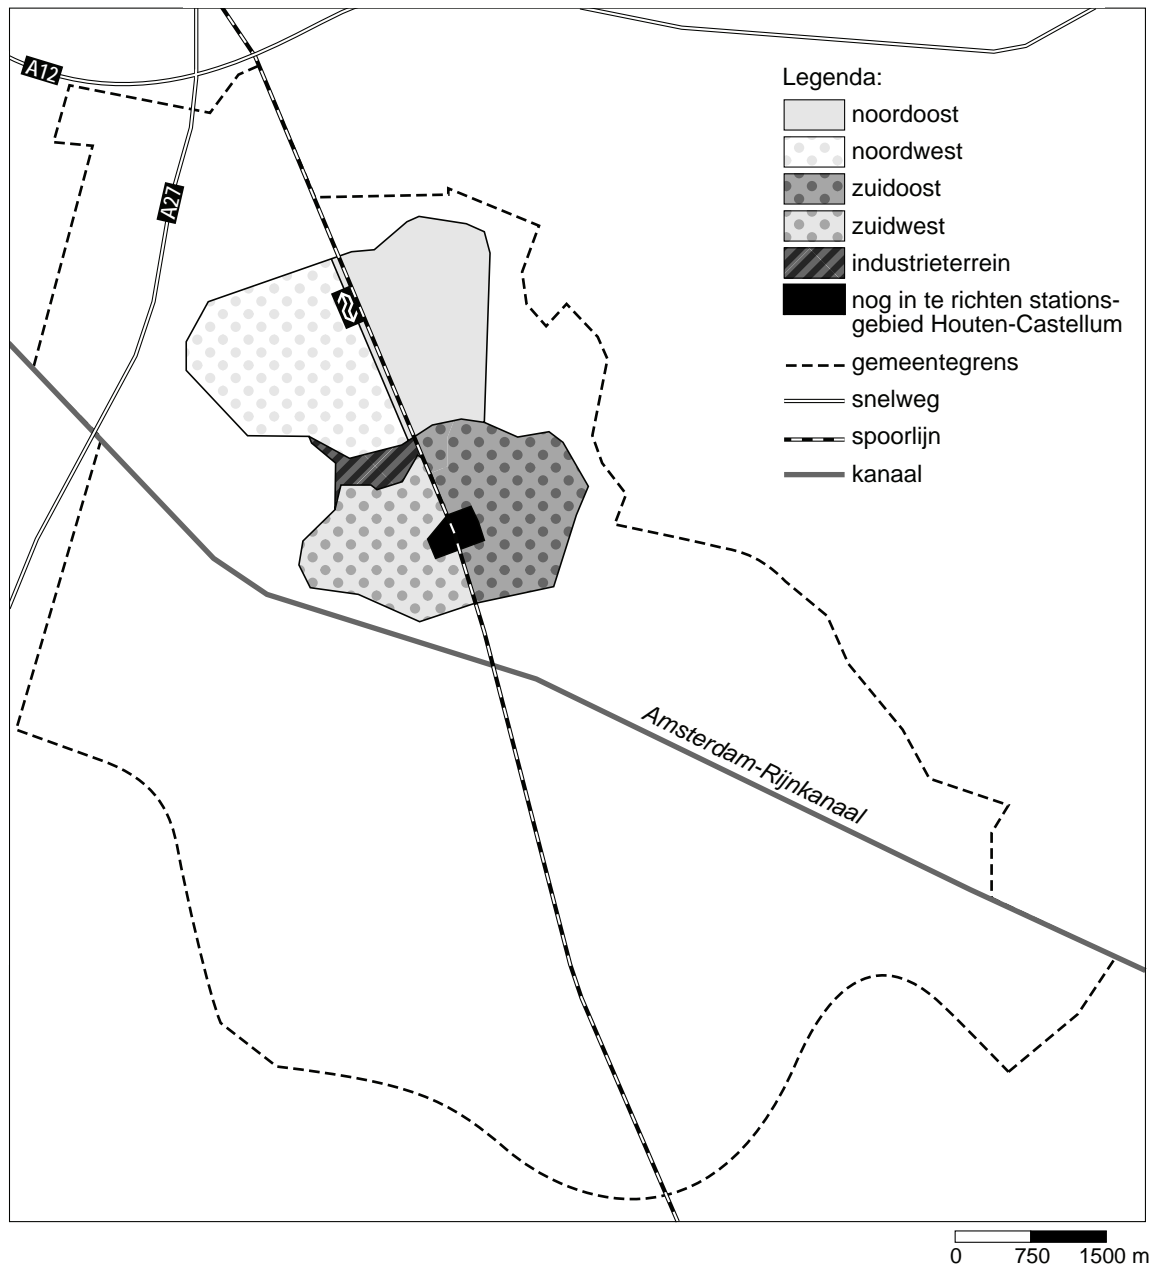 A12
A27
Legenda:
noordoost
noordwest
zuidoost
zuidwest
industrieterrein
nog in te richten stations-
gebied Houten-Castellum
gemeentegrens
snelweg
spoorlijn
kanaal
Amsterdam-Rijnkanaal
0 750 1500 m